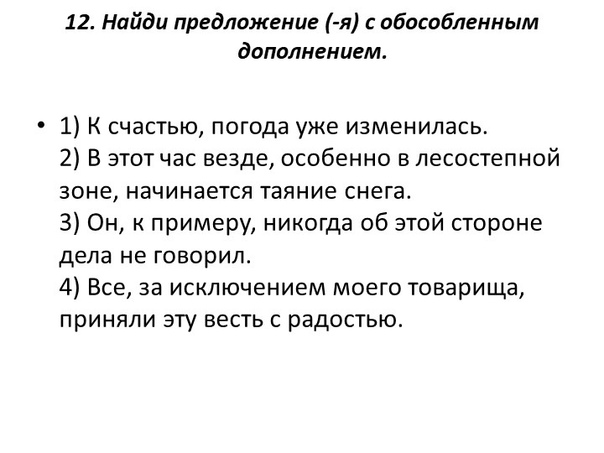 12. Найди предложение (-я) с обособленным
дополнением.
• 1) К счастью, погода уже изменилась.
2) В этот час везде, особенно в лесостепной
зоне, начинается таяние снега.
3) Он, к примеру, никогда об этой стороне
дела не говорил.
4) Все, за исключением моего товарища,
приняли эту весть с радостью.